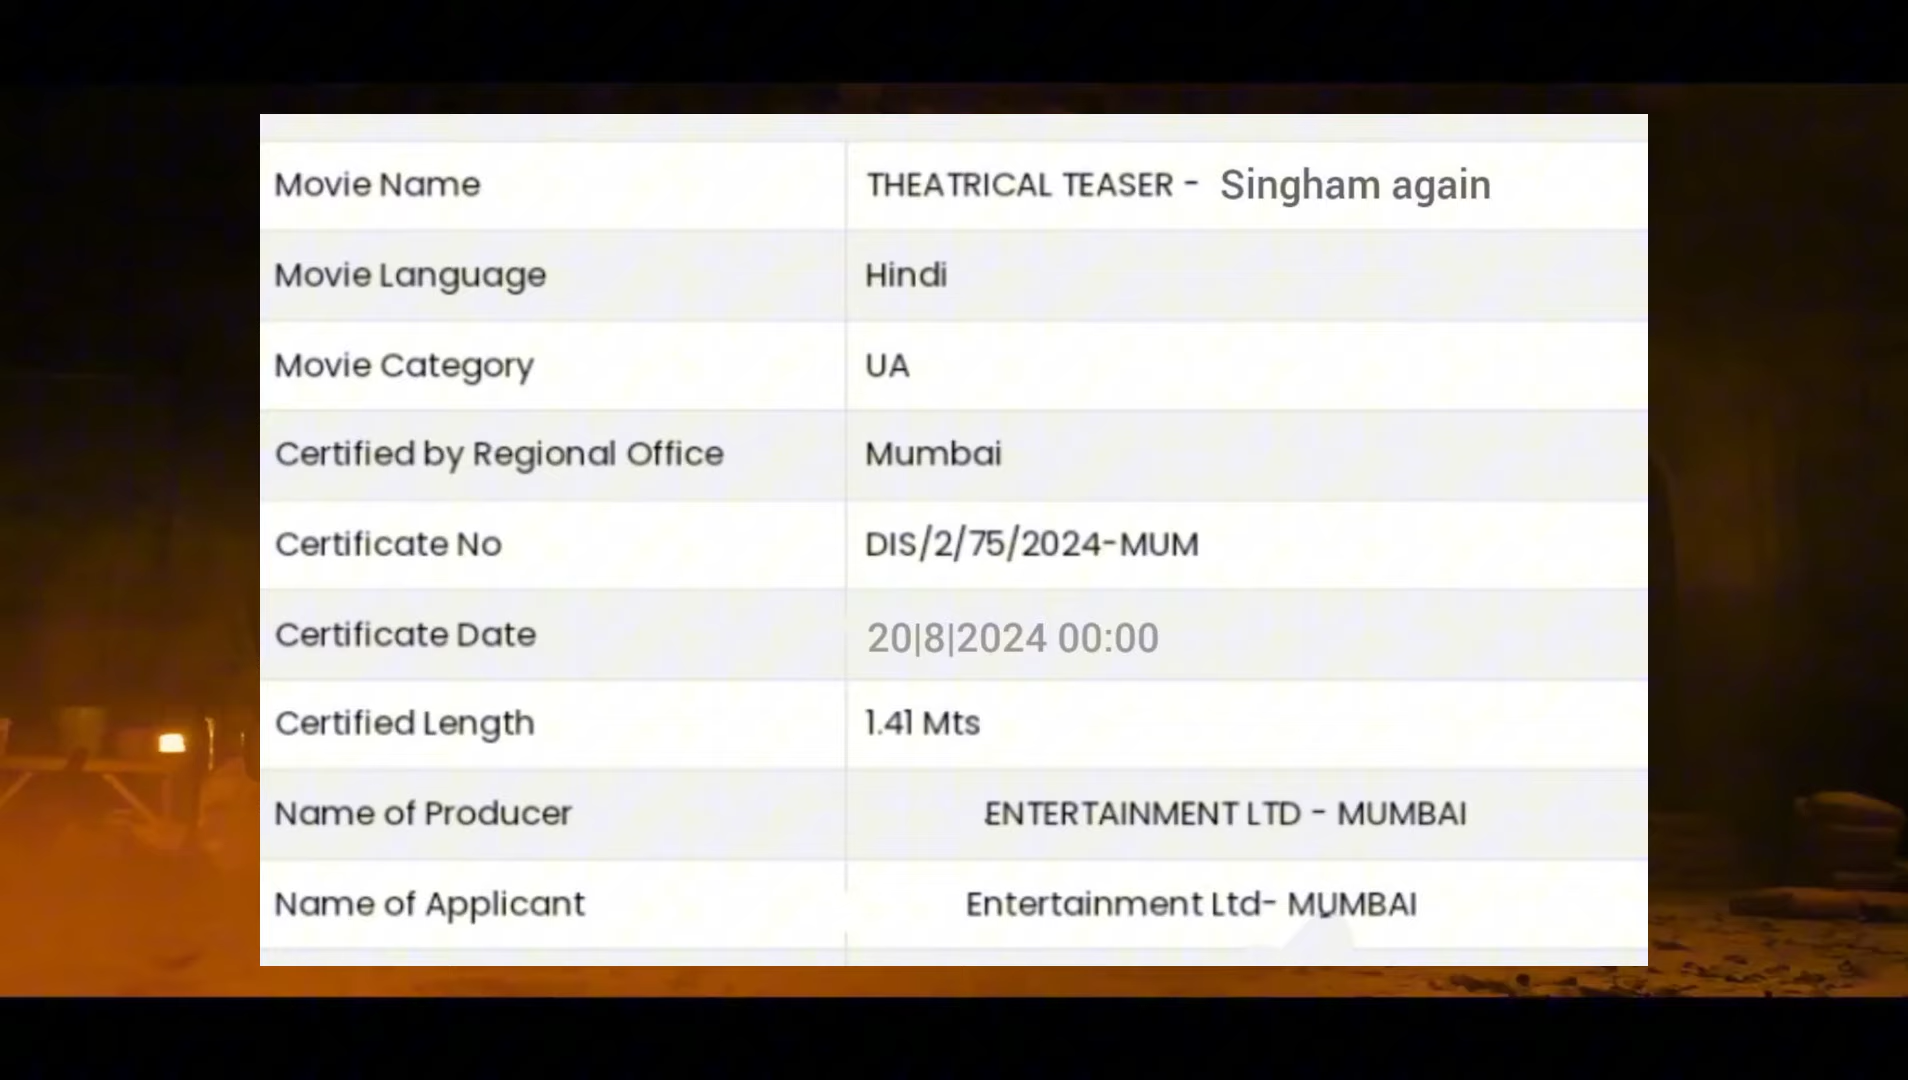 Movie Name THEATRICAL TEASER - Singham again
Movie Language Hindi
Movie Category UA
Certified by Regional Office Mumbai
Certificate No DIS/2/75/2024-MUM
Certificate Date 20|8|2024 00:00
Certified Length 1.41 Mts
Name of Producer ENTERTAINMENT LTD - MUMBAI
Name of Applicant Entertainment Ltd- MUMBAI